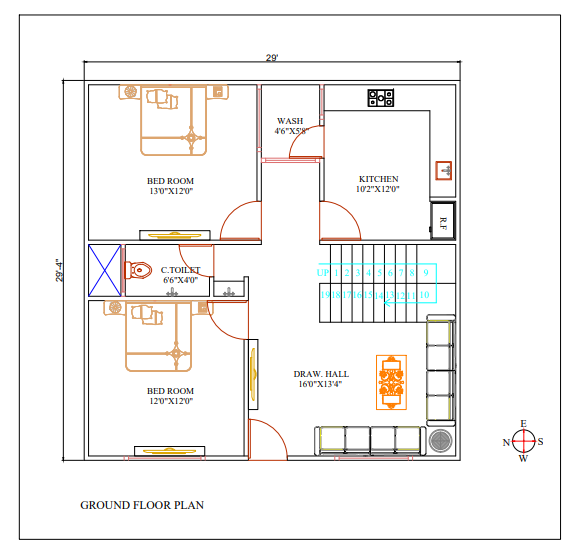 29'
29'-4"
WASH
4'6"X5'8"
BED ROOM
13'0"X12'0"
KITCHEN
10'2"X12'0"
R.F
C.TOILET
6'6"X4'0"
UP 1 2 3 4 5 6 7 8 9
19 18 17 16 15 14 13 12 11 10
BED ROOM
12'0"X12'0"
DRAW. HALL
16'0"X13'4"
E
N S
W
GROUND FLOOR PLAN